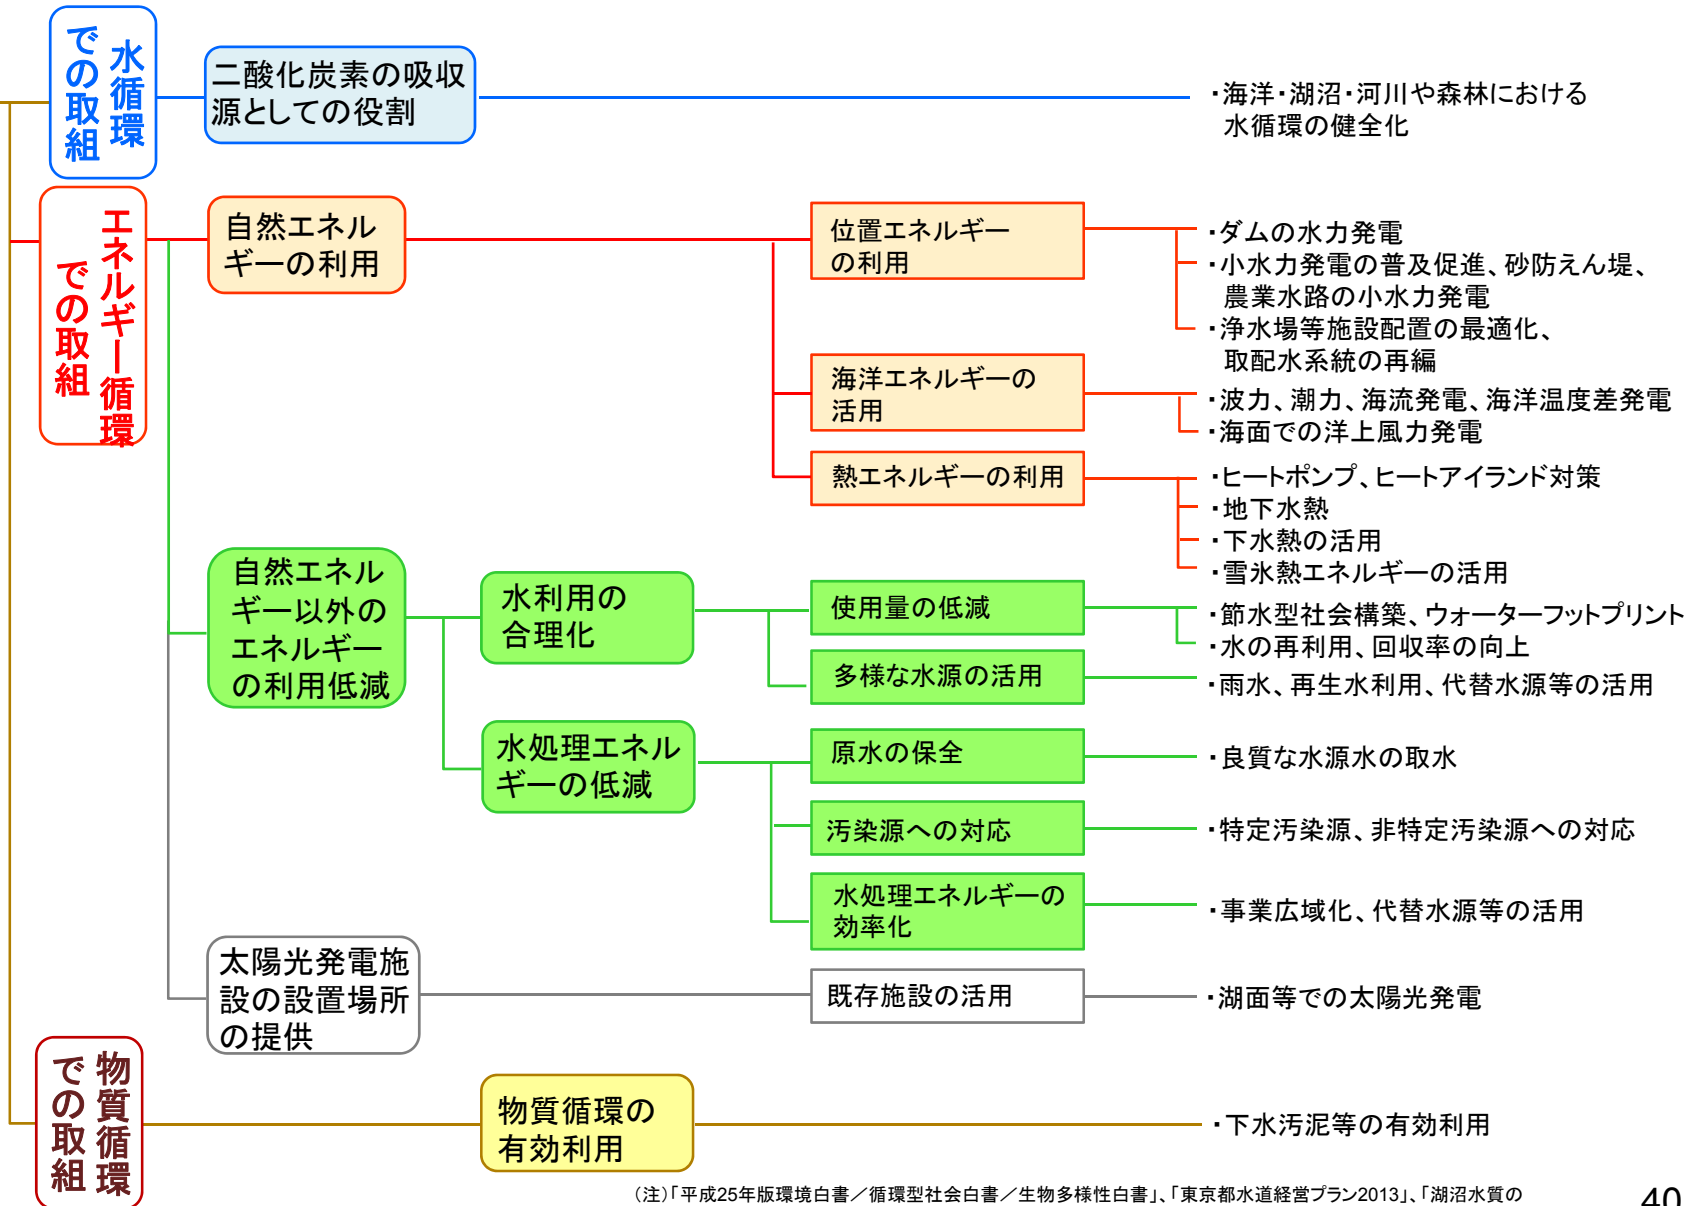 水循環
での取組
二酸化炭素の吸収
源としての役割
・海洋・湖沼・河川や森林における
水循環の健全化
エネルギー循環
での取組
自然エネル
ギーの利用
位置エネルギー
の利用
・ダムの水力発電
・小水力発電の普及促進、砂防えん堤、
農業水路の小水力発電
・浄水場等施設配置の最適化、
取配水系統の再編
海洋エネルギーの
活用
・波力、潮力、海流発電、海洋温度差発電
・海面での洋上風力発電
熱エネルギーの利用
・ヒートポンプ、ヒートアイランド対策
・地下水熱
・下水熱の活用
・雪氷熱エネルギーの活用
自然エネル
ギー以外の
エネルギー
の利用低減
水利用の
合理化
使用量の低減
・節水型社会構築、ウォーターフットプリント
・水の再利用、回収率の向上
多様な水源の活用
・雨水、再生水利用、代替水源等の活用
水処理エネル
ギーの低減
原水の保全
・良質な水源水の取水
汚染源への対応
・特定汚染源、非特定汚染源への対応
水処理エネルギーの
効率化
・事業広域化、代替水源等の活用
太陽光発電施
設の設置場所
の提供
既存施設の活用
・湖面等での太陽光発電
物質循環
での取組
物質循環の
有効利用
・下水汚泥等の有効利用
（注）「平成25年版環境白書／循環型社会白書／生物多様性白書」、「東京都水道経営プラン2013」、「湖沼水質の
40